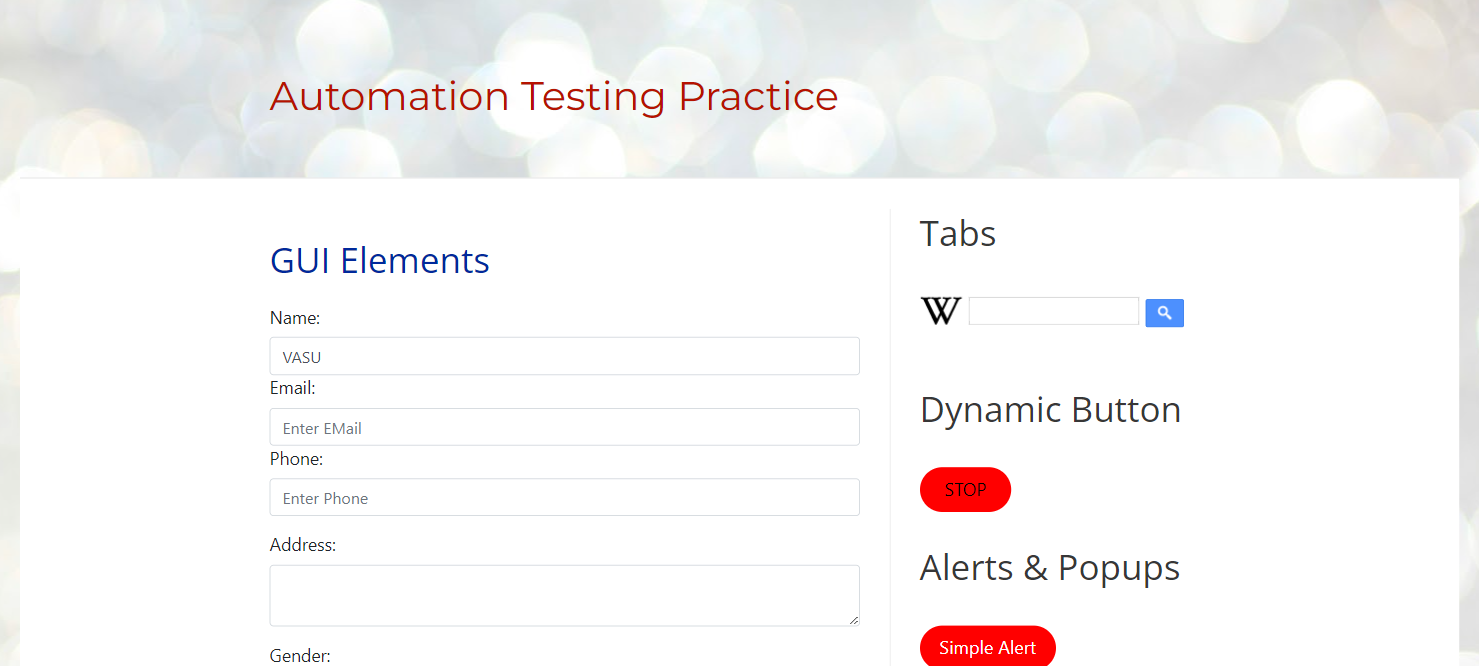 Automation Testing Practice
GUI Elements
Name:
VASU
Email:
Enter EMail
Phone:
Enter Phone
Address:
Gender:
Tabs
W
Dynamic Button
STOP
Alerts & Popups
Simple Alert